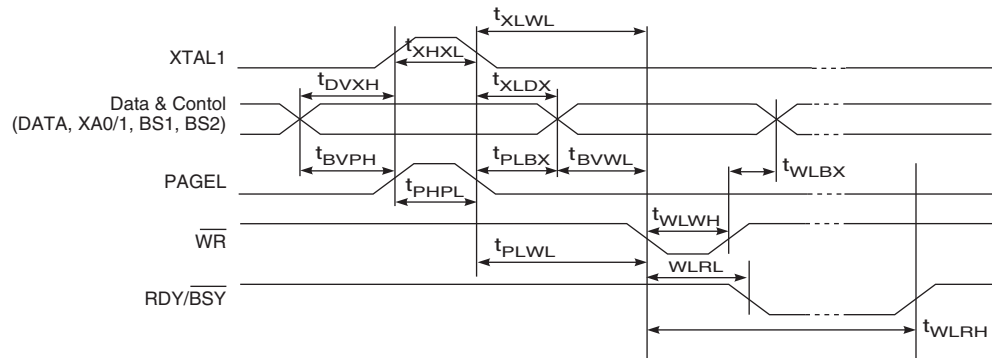 tXLWL
XTAL1
tXHXL
tDVXH
tXLDX
Data & Contol
(DATA, XA0/1, BS1, BS2)
tBVPH
tPLBX
tBVWL
tWLBX
PAGEL
tPHPL
tWLWH
WR
tPLWL
WLRL
RDY/BSY
tWLRH